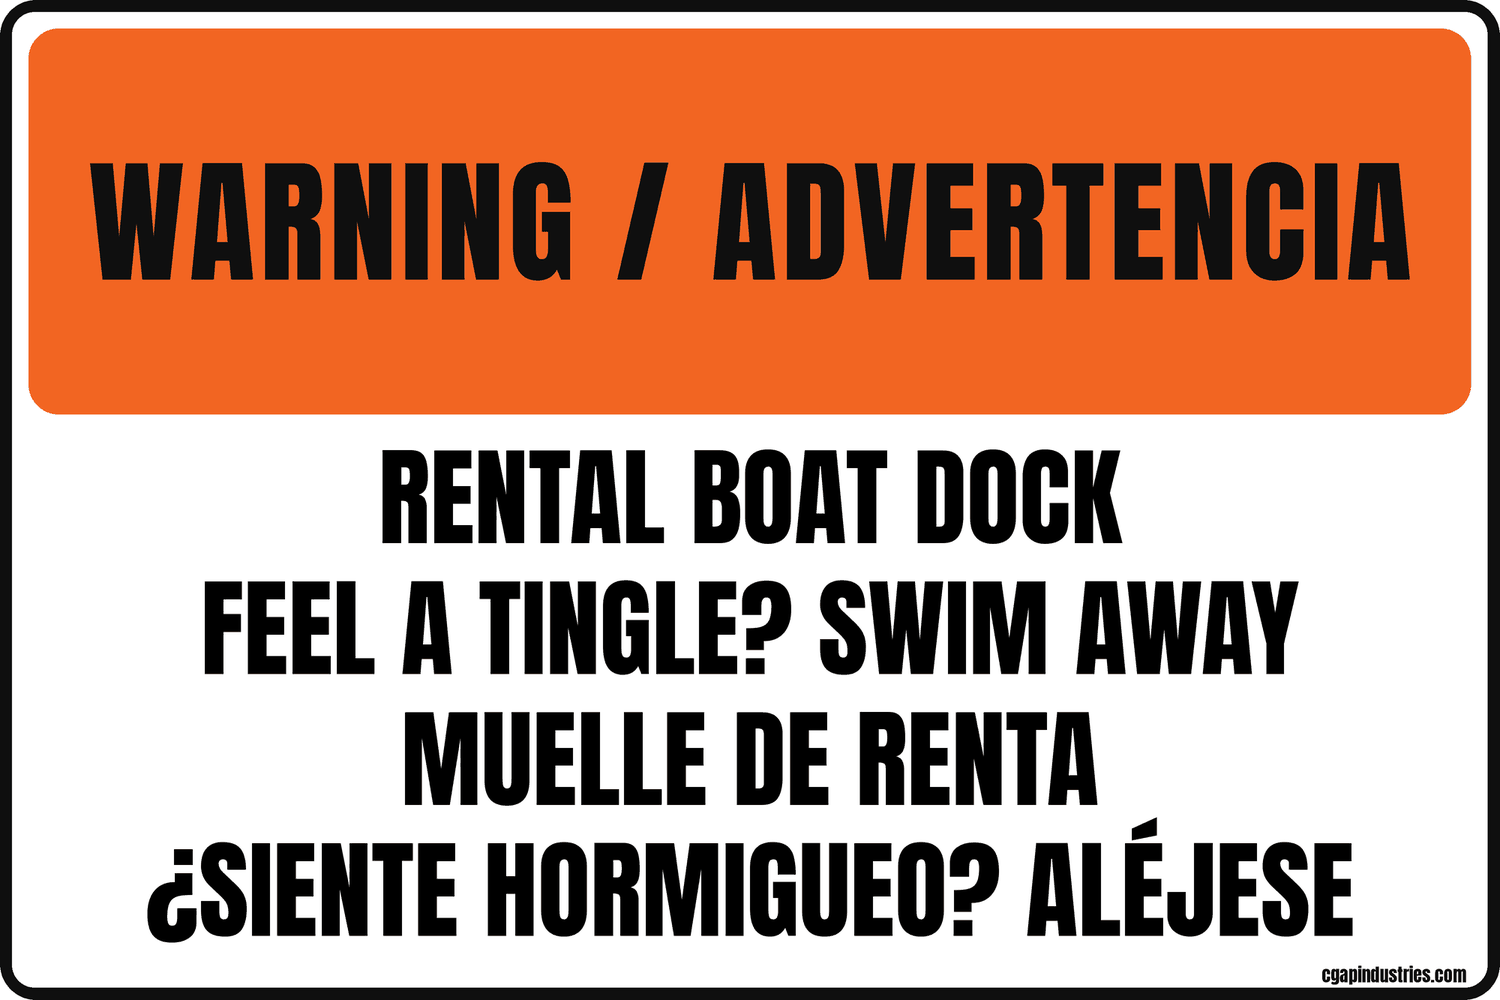 WARNING / ADVERTENCIA
RENTAL BOAT DOCK
FEEL A TINGLE? SWIM AWAY
MUELLE DE RENTA
¿SIENTE HORMIGUEO? ALÉJESE
cgapindustries.com